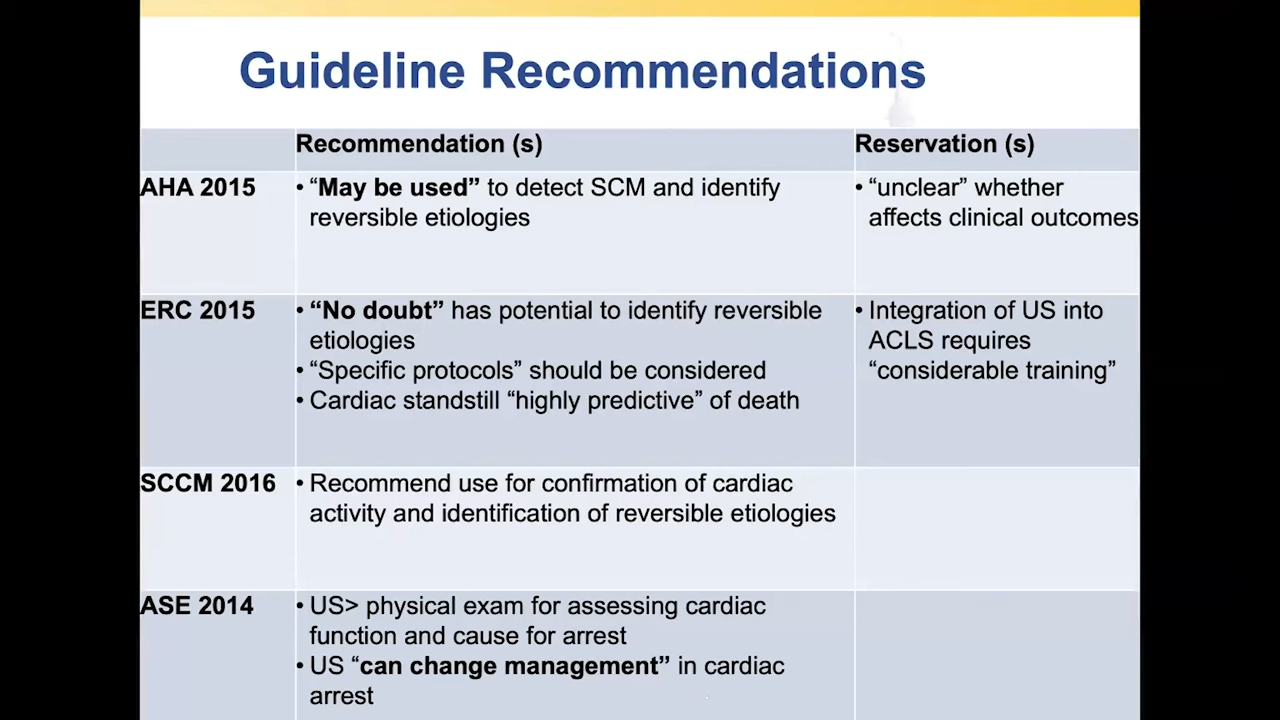 Guideline Recommendations
Recommendation (s)
Reservation (s)
AHA 2015
• “May be used” to detect SCM and identify
reversible etiologies
• “unclear” whether
affects clinical outcomes
ERC 2015
• “No doubt” has potential to identify reversible
etiologies
• “Specific protocols” should be considered
• Cardiac standstill “highly predictive” of death
• Integration of US into
ACLS requires
“considerable training”
SCCM 2016
• Recommend use for confirmation of cardiac
activity and identification of reversible etiologies
ASE 2014
• US> physical exam for assessing cardiac
function and cause for arrest
• US “can change management” in cardiac
arrest